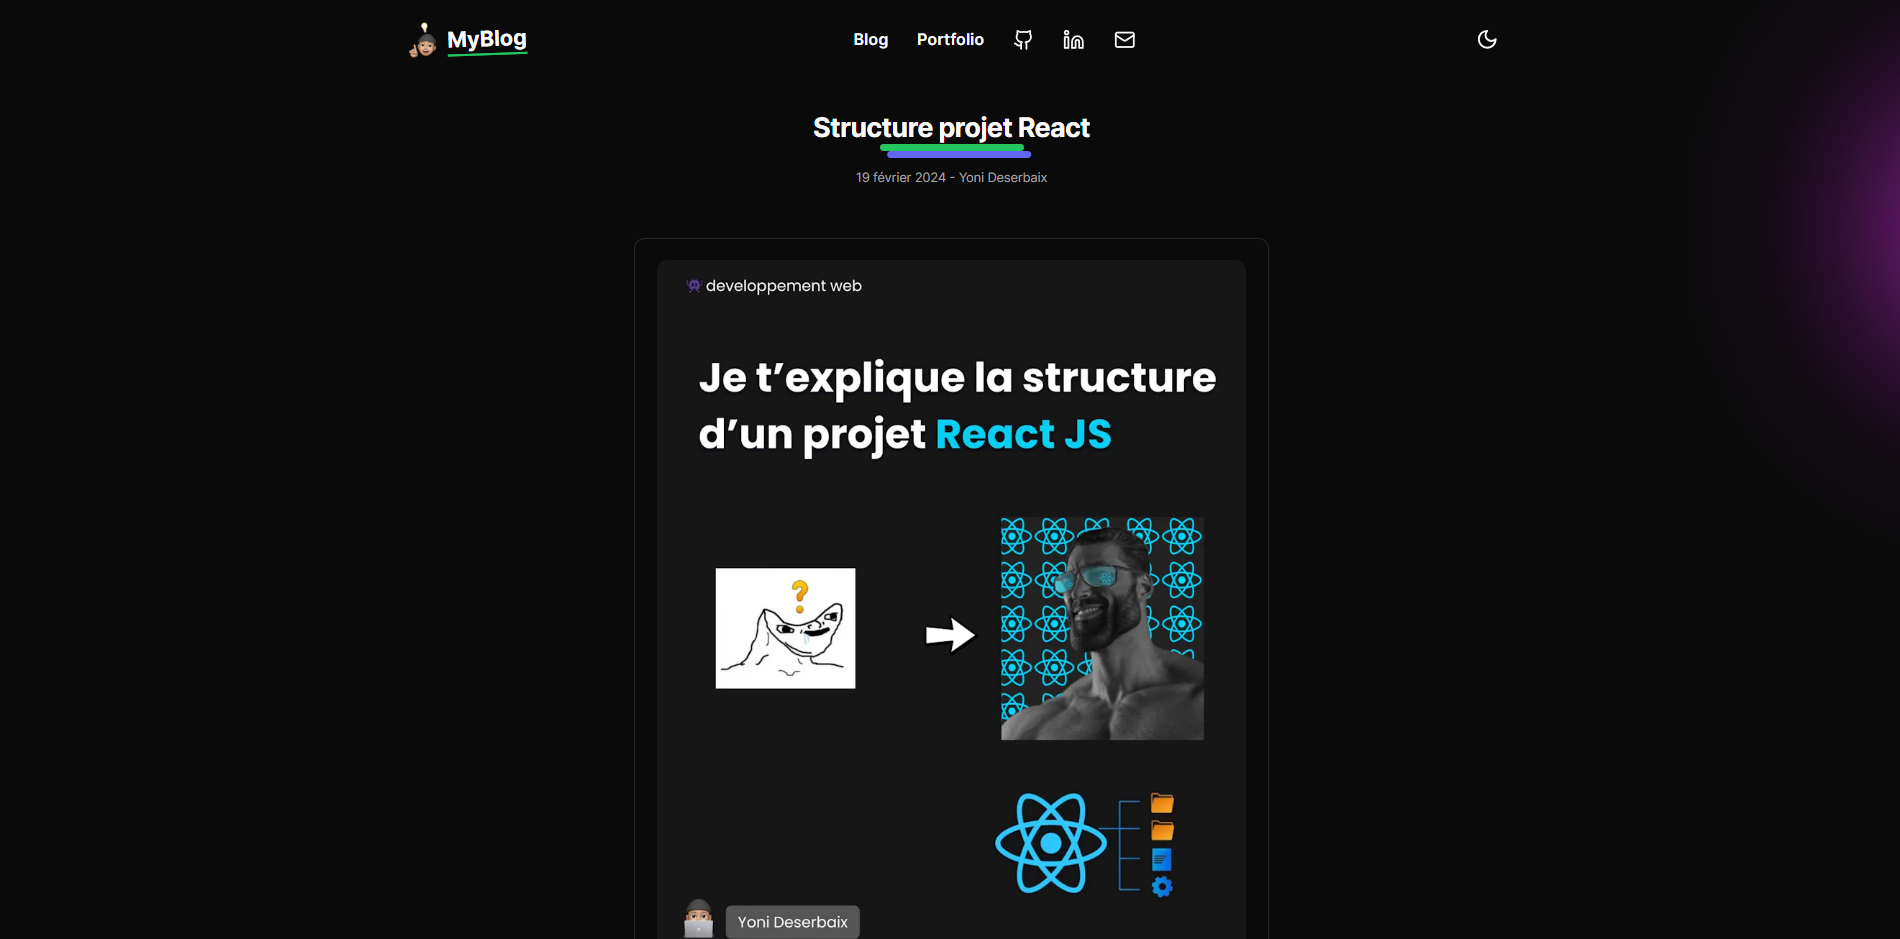 MyBlog
Blog
Portfolio
Structure projet React
19 février 2024 - Yoni Deserbaix
developpement web
Je t’explique la structure
d’un projet React JS
?
Yoni Deserbaix